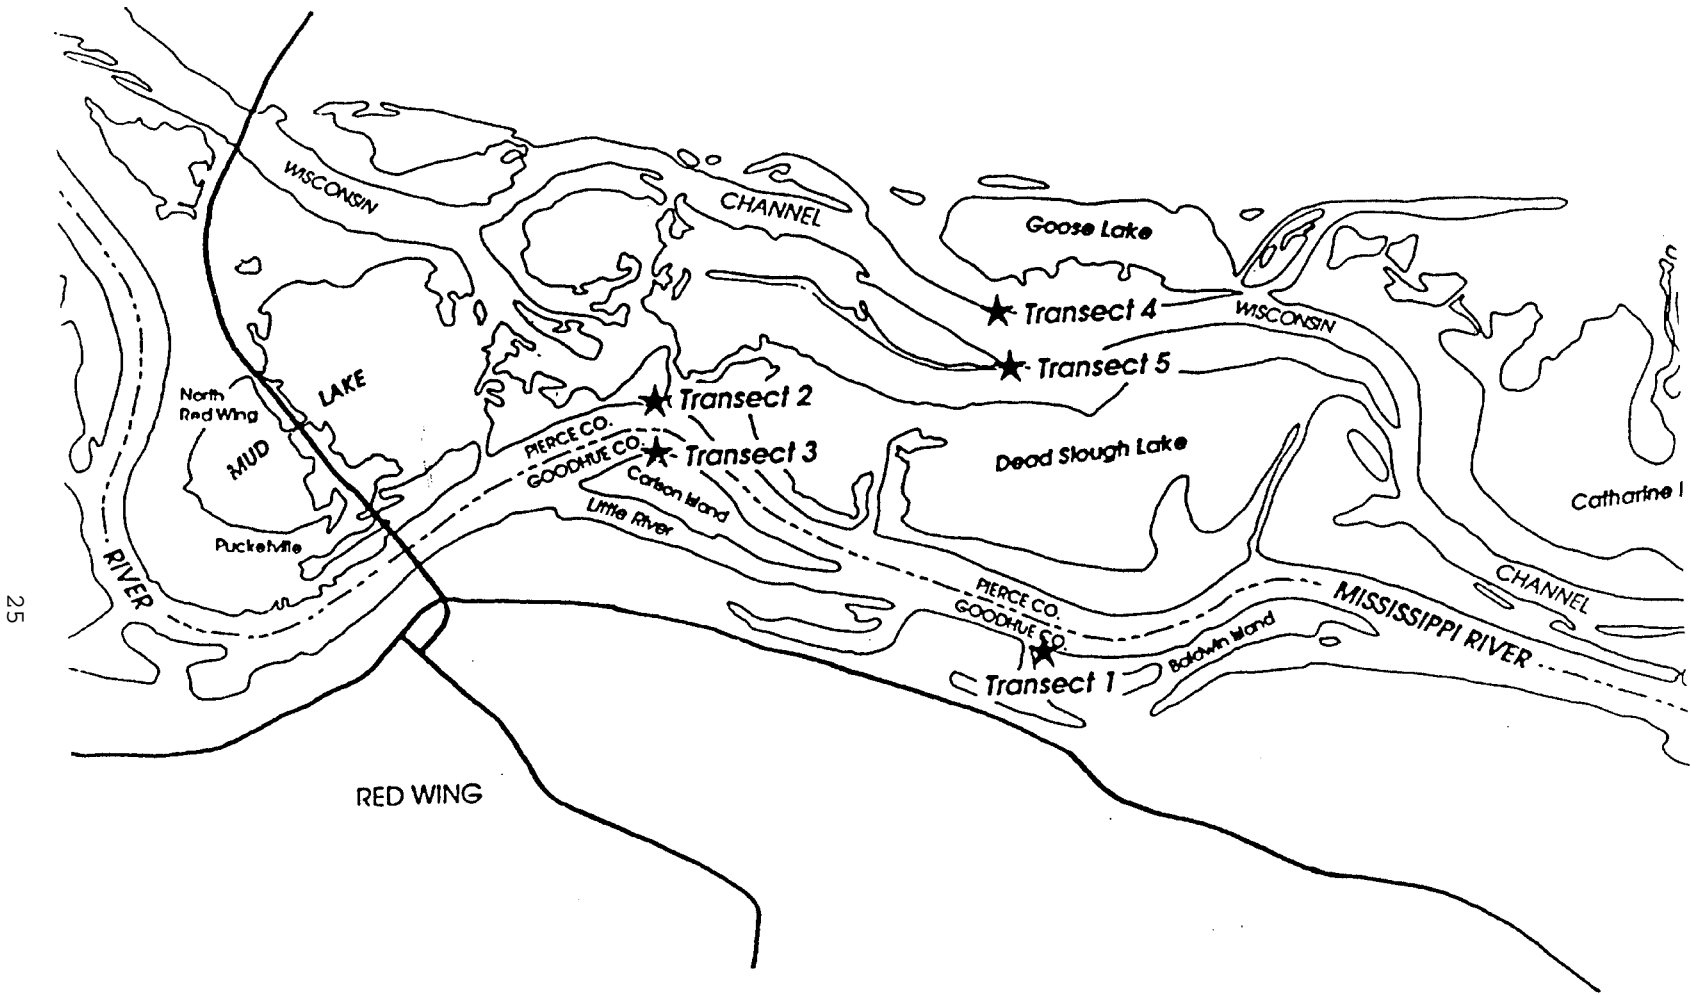 WISCONSIN
CHANNEL
Goose Lake
Transect 4
WISCONSIN
Transect 5
LAKE
North
Red Wing
MUD
Transect 2
PIERCE CO.
GOODHUE CO.
Transect 3
Carlson Island
Little River
Dead Slough Lake
Catharine
Pucketville
RIVER
CHANNEL
PIERCE CO.
GOODHUE CO.
MISSISSIPPI RIVER
Baldwin Island
Transect 1
RED WING
25